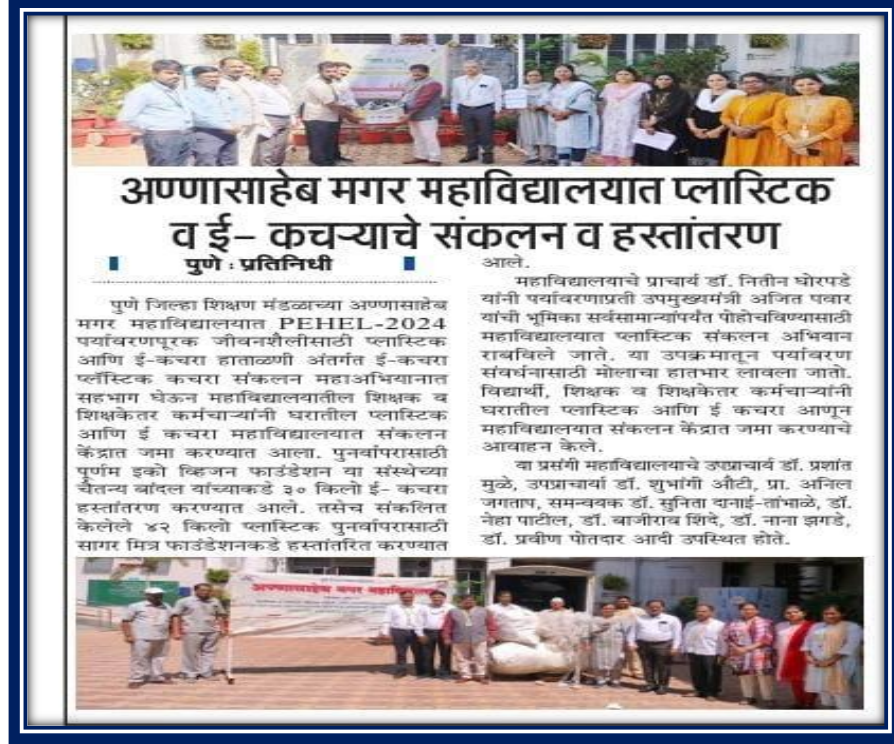 अण्णासाहेब मगर महाविद्यालयात प्लास्टिक
व ई- कचऱ्याचे संकलन व हस्तांतरण
पुणे : प्रतिनिधी
पुणे जिल्हा शिक्षण मंडळाच्या अण्णासाहेब
मगर महाविद्यालयात PEHEL-2024
पर्यावरणपूरक जीवनशैलीसाठी प्लास्टिक
आणि ई-कचरा हाताळणी अंतर्गत ई-कचरा
प्लॅस्टिक कचरा संकलन महाअभियानात
सहभाग घेऊन महाविद्यालयातील शिक्षक व
शिक्षकेतर कर्मचाऱ्यांनी घरातील प्लास्टिक
आणि ई कचरा महाविद्यालयात संकलन
केंद्रात जमा करण्यात आला. पुनर्वापरासाठी
पुर्णम इको व्हिजन फाउंडेशन या संस्थेच्या
चैतन्य बांदल यांच्याकडे ३० किलो ई- कचरा
हस्तांतरण करण्यात आले. तसेच संकलित
केलेले ४२ किलो प्लास्टिक पुनर्वापरासाठी
सागर मित्र फाउंडेशनकडे हस्तांतरित करण्यात
आले.
महाविद्यालयाचे प्राचार्य डॉ. नितीन घोरपडे
यांनी पर्यावरणाप्रती उपमुख्यमंत्री अजित पवार
यांची भूमिका सर्वसामान्यांपर्यंत पोहोचविण्यासाठी
महाविद्यालयात प्लास्टिक संकलन अभियान
राबविले जाते. या उपक्रमातून पर्यावरण
संवर्धनासाठी मोलाचा हातभार लावला जातो.
विद्यार्थी, शिक्षक व शिक्षकेतर कर्मचाऱ्यांनी
घरातील प्लास्टिक आणि ई कचरा आणून
महाविद्यालयात संकलन केंद्रात जमा करण्याचे
आवाहन केले.
या प्रसंगी महाविद्यालयाचे उपप्राचार्य डॉ. प्रशांत
मुळे, उपप्राचार्या डॉ. शुभांगी औटी, प्रा. अनिल
जगताप, समन्वयक डॉ. सुनिता दानाई-तांभाळे, डॉ.
नेहा पाटील, डॉ. बाजीराव शिंदे, डॉ. नाना झगडे,
डॉ. प्रवीण पोतदार आदी उपस्थित होते.
अण्णासाहेब मगर महाविद्यालय